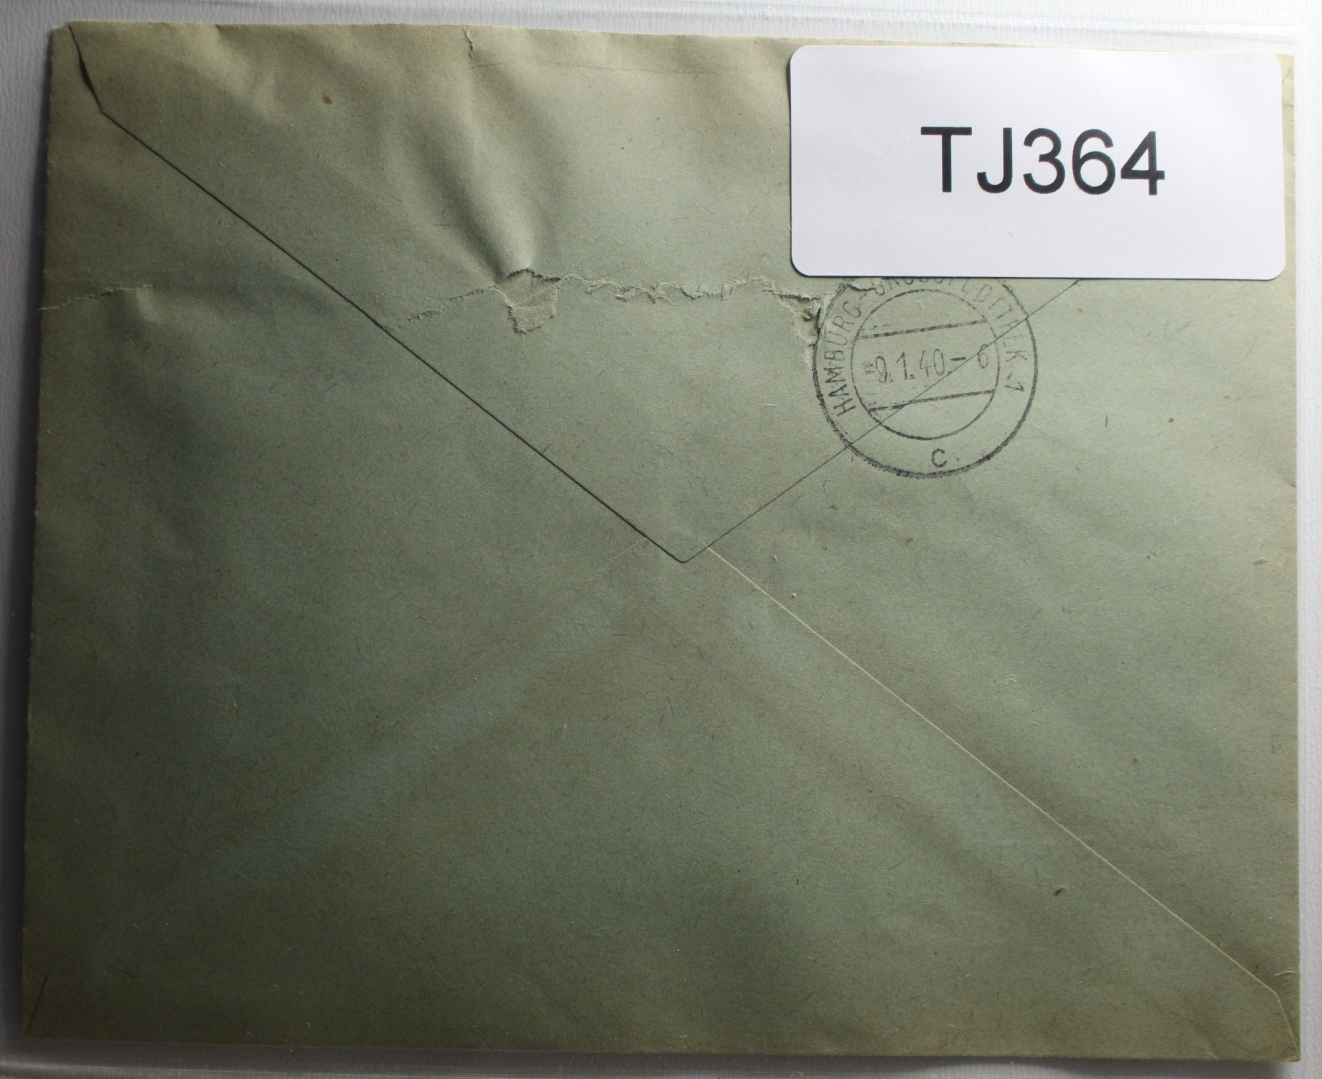 TJ364
HAMBURG-GROSSFLOTTBEK 1
*9.1.40.- 6
c.